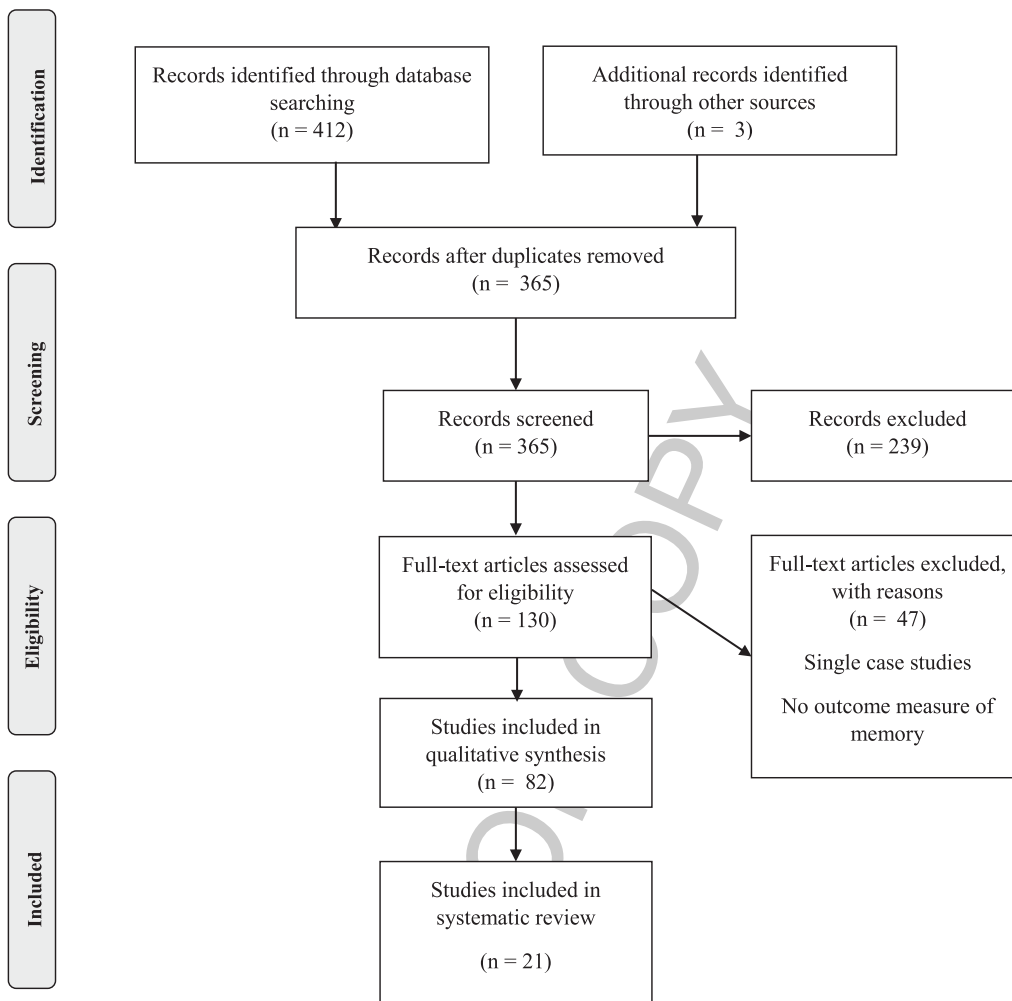 Identification
Records identified through database
searching
(n = 412)
Additional records identified
through other sources
(n = 3)
Records after duplicates removed
(n = 365)
Screening
Records screened
(n = 365)
Records excluded
(n = 239)
Eligibility
Full-text articles assessed
for eligibility
(n = 130)
Full-text articles excluded,
with reasons
(n = 47)
Single case studies
No outcome measure of
memory
Studies included in
qualitative synthesis
(n = 82)
Included
Studies included in
systematic review
(n = 21)
COPY